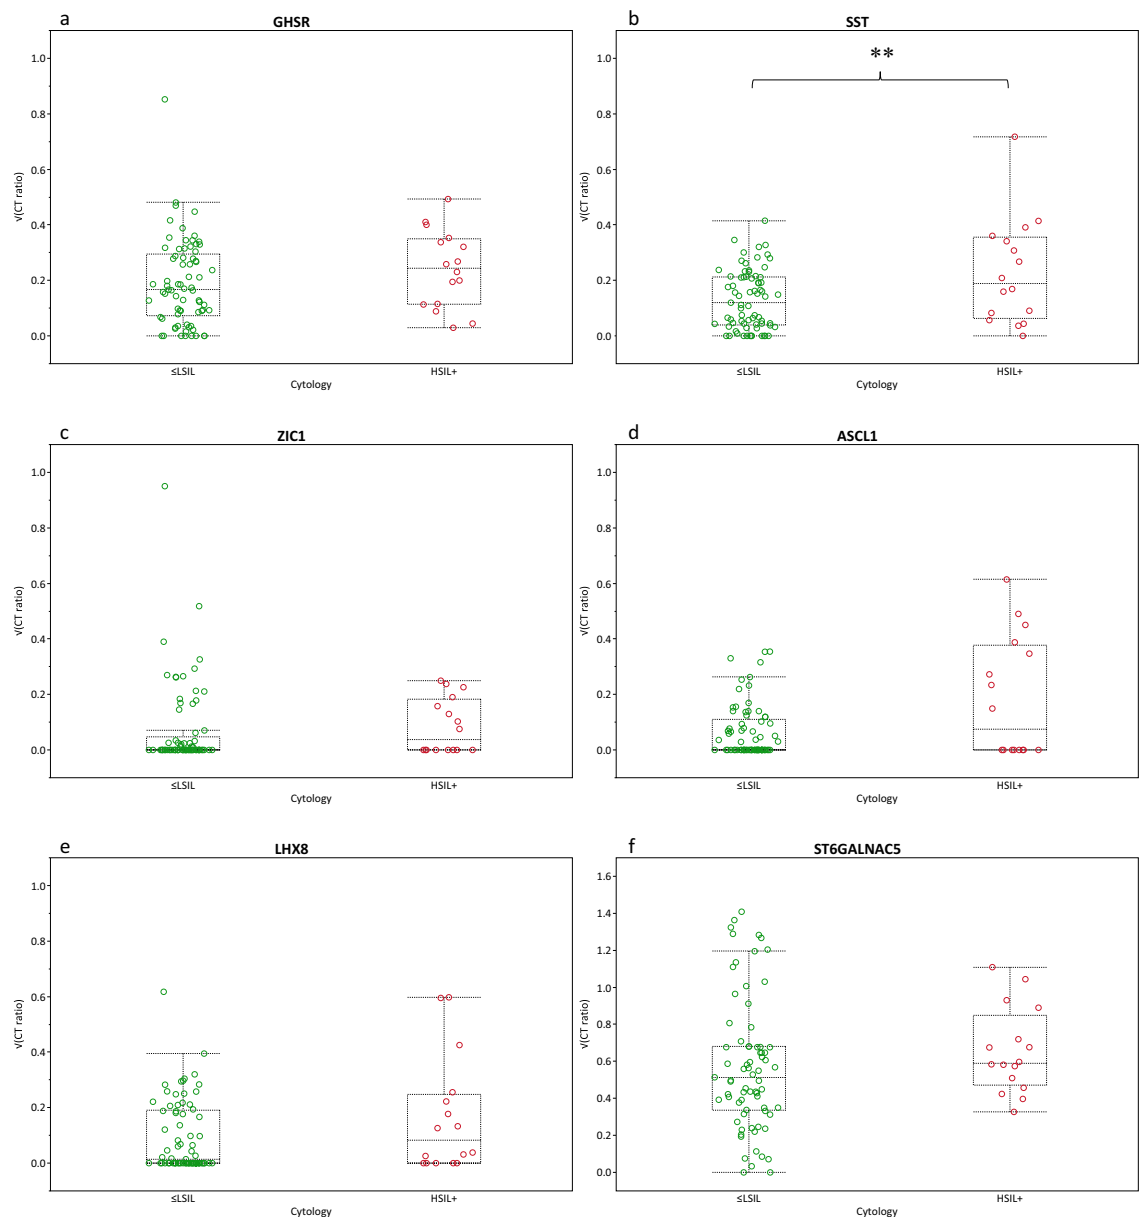 a
GHSR
√(CT ratio)
1.0
0.8
0.6
0.4
0.2
0.0
≤LSIL
HSIL+
Cytology
b
SST
**
√(CT ratio)
1.0
0.8
0.6
0.4
0.2
0.0
≤LSIL
HSIL+
Cytology
c
ZIC1
√(CT ratio)
1.0
0.8
0.6
0.4
0.2
0.0
≤LSIL
HSIL+
Cytology
d
ASCL1
√(CT ratio)
1.0
0.8
0.6
0.4
0.2
0.0
≤LSIL
HSIL+
Cytology
e
LHX8
√(CT ratio)
1.0
0.8
0.6
0.4
0.2
0.0
≤LSIL
HSIL+
Cytology
f
ST6GALNAC5
√(CT ratio)
1.6
1.4
1.2
1.0
0.8
0.6
0.4
0.2
0.0
≤LSIL
HSIL+
Cytology